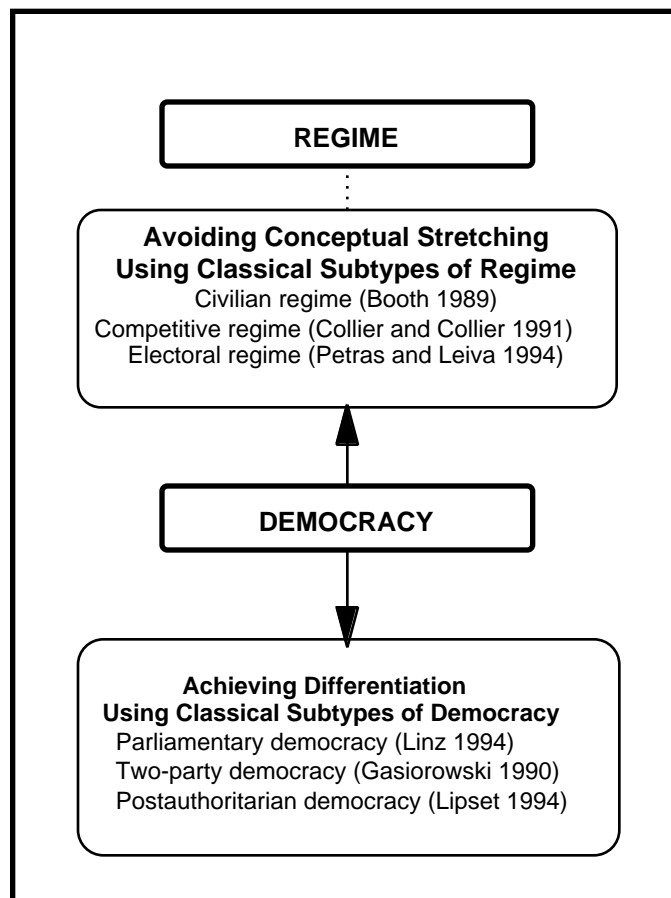 REGIME
Avoiding Conceptual Stretching
Using Classical Subtypes of Regime
Civilian regime (Booth 1989)
Competitive regime (Collier and Collier 1991)
Electoral regime (Petras and Leiva 1994)
DEMOCRACY
Achieving Differentiation
Using Classical Subtypes of Democracy
Parliamentary democracy (Linz 1994)
Two-party democracy (Gasiorowski 1990)
Postauthoritarian democracy (Lipset 1994)